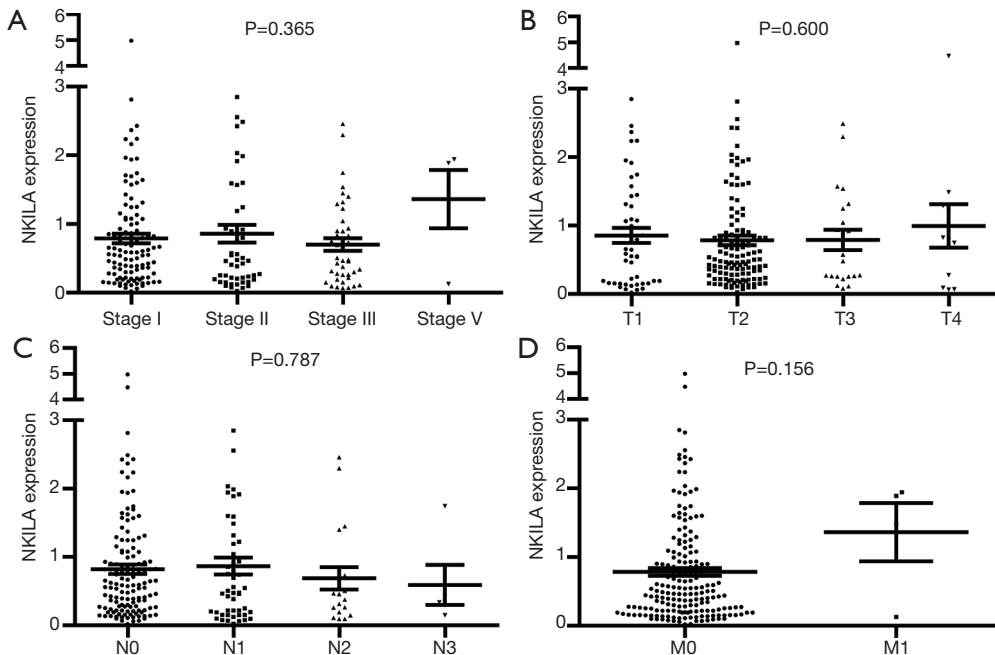 A
P=0.365
NKILA expression
6
5
4
3
2
1
0
Stage I Stage II Stage III Stage V
B
P=0.600
NKILA expression
6
5
4
3
2
1
0
T1 T2 T3 T4
C
P=0.787
NKILA expression
6
5
4
3
2
1
0
N0 N1 N2 N3
D
P=0.156
NKILA expression
6
5
4
3
2
1
0
M0 M1